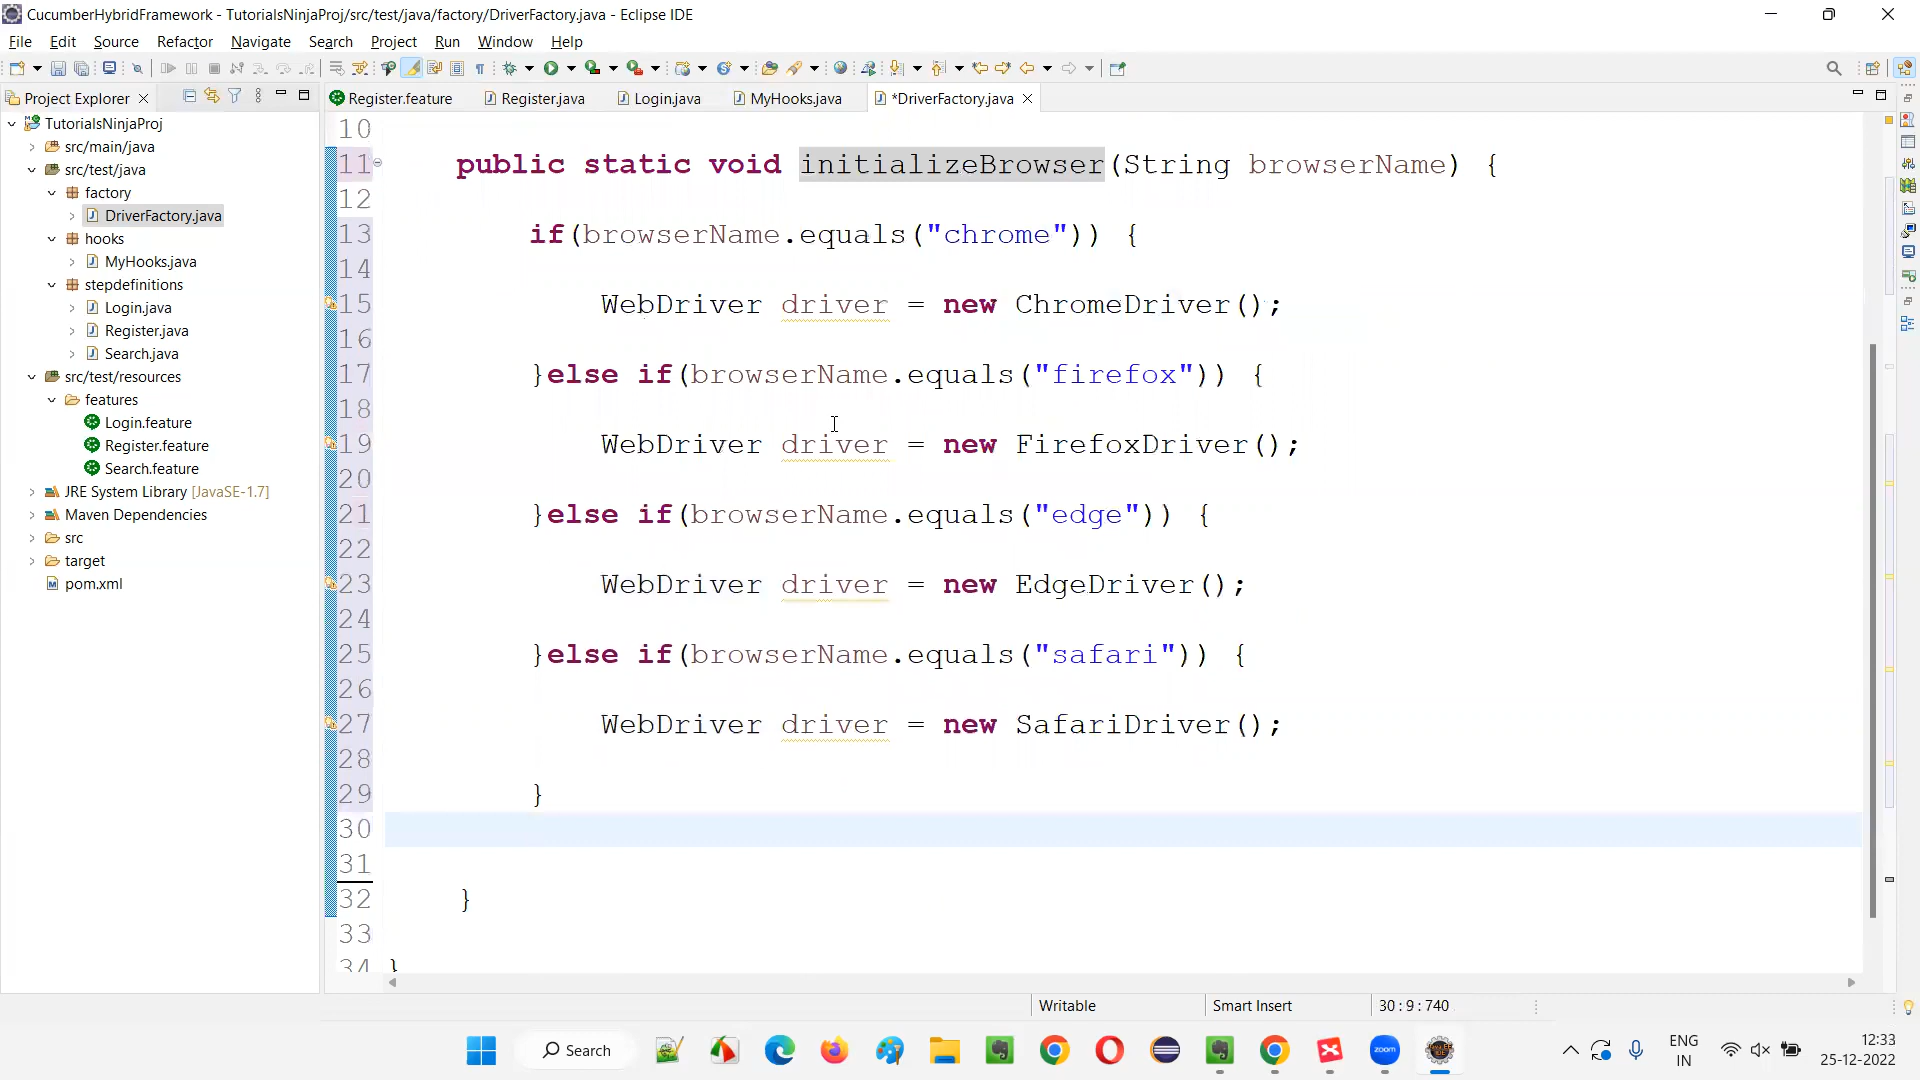 CucumberHybridFramework - TutorialsNinjaProj/src/test/java/factory/DriverFactory.java - Eclipse IDE
File Edit Source Refactor Navigate Search Project Run Window Help
Project Explorer
Register.feature Register.java Login.java MyHooks.java *DriverFactory.java
TutorialsNinjaProj
src/main/java
src/test/java
factory
DriverFactory.java
hooks
MyHooks.java
stepdefinitions
Login.java
Register.java
Search.java
src/test/resources
features
Login.feature
Register.feature
Search.feature
JRE System Library [JavaSE-1.7]
Maven Dependencies
src
target
pom.xml
10
11 public static void initializeBrowser(String browserName) {
12
13 if(browserName.equals("chrome")) {
14
15 WebDriver driver = new ChromeDriver();
16
17 }else if(browserName.equals("firefox")) {
18
19 WebDriver driver = new FirefoxDriver();
20
21 }else if(browserName.equals("edge")) {
22
23 WebDriver driver = new EdgeDriver();
24
25 }else if(browserName.equals("safari")) {
26
27 WebDriver driver = new SafariDriver();
28
29 }
30
31
32 }
33
34 }
Writable Smart Insert 30 : 9 : 740
Search
zoom
ENG
IN
12:33
25-12-2022